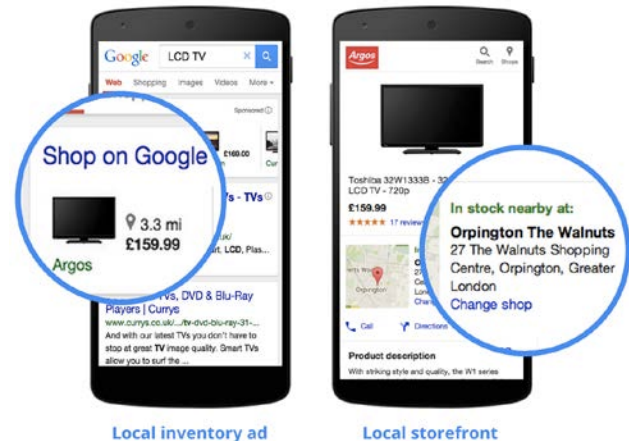 Google LCD TV
Web Shopping Images Videos More
Sponsored
Shop on Google
£169.00
3.3 mi
£159.99
Argos
- TVs
LCD, Plas...
TVs, DVD & Blu-Ray
Players | Currys
www.currys.co.uk/.../tv-dvd-blu-ray-31-...
And with our latest TVs you don't have to
stop at great TV image quality. Smart TVs
allow you to surf the ...
Local inventory ad
Argos
Search Shops
Toshiba 32W1333B - 32
LCD TV - 720p
£159.99
17 reviews
Orpington
Call Directions
Product description
With striking style and quality, the W1 series
In stock nearby at:
Orpington The Walnuts
27 The Walnuts Shopping
Centre, Orpington, Greater
London
Change shop
Local storefront